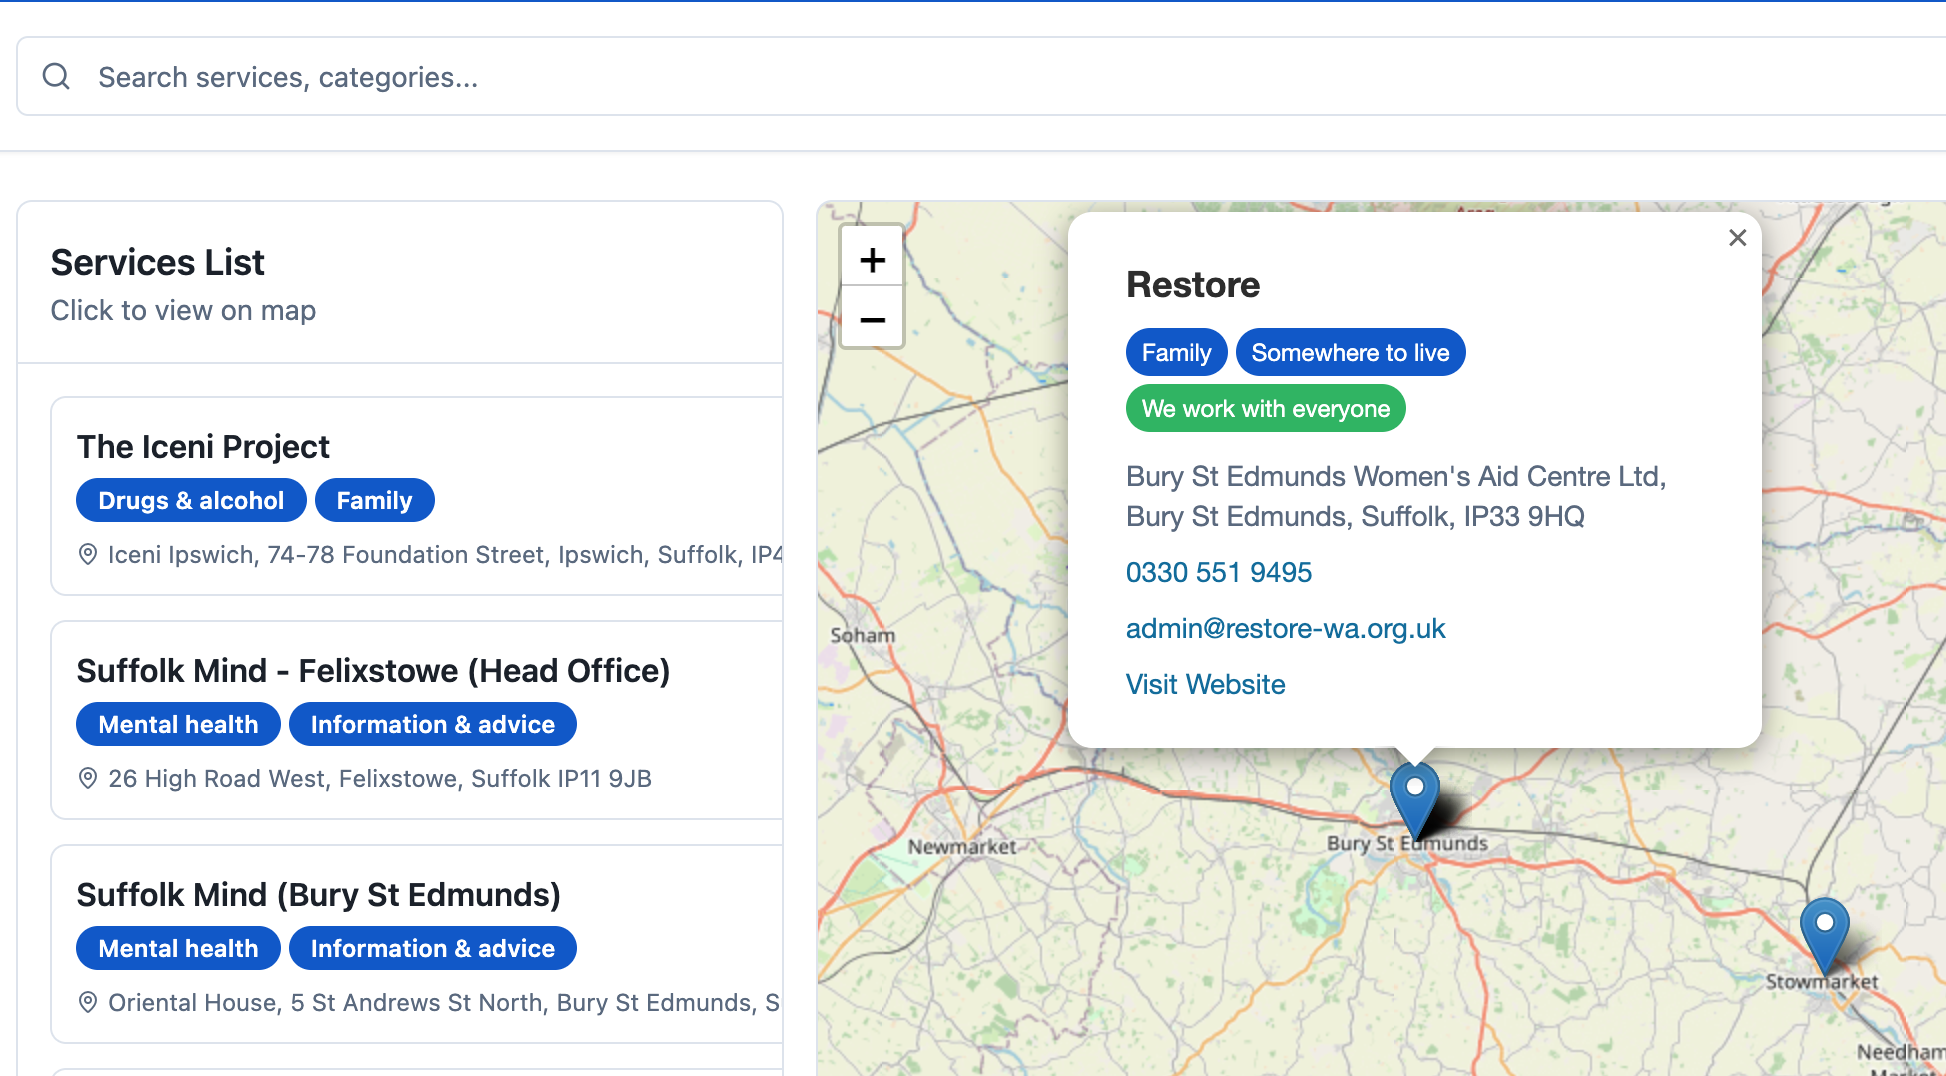 Search services, categories...
Services List
Click to view on map
The Iceni Project
Drugs & alcohol
Family
Iceni Ipswich, 74-78 Foundation Street, Ipswich, Suffolk, IP4
Suffolk Mind - Felixstowe (Head Office)
Mental health
Information & advice
26 High Road West, Felixstowe, Suffolk IP11 9JB
Suffolk Mind (Bury St Edmunds)
Mental health
Information & advice
Oriental House, 5 St Andrews St North, Bury St Edmunds, S
+
−
×
Restore
Family
Somewhere to live
We work with everyone
Bury St Edmunds Women's Aid Centre Ltd,
Bury St Edmunds, Suffolk, IP33 9HQ
0330 551 9495
admin@restore-wa.org.uk
Visit Website
Soham
Newmarket
Bury St Edmunds
Stowmarket
Needham